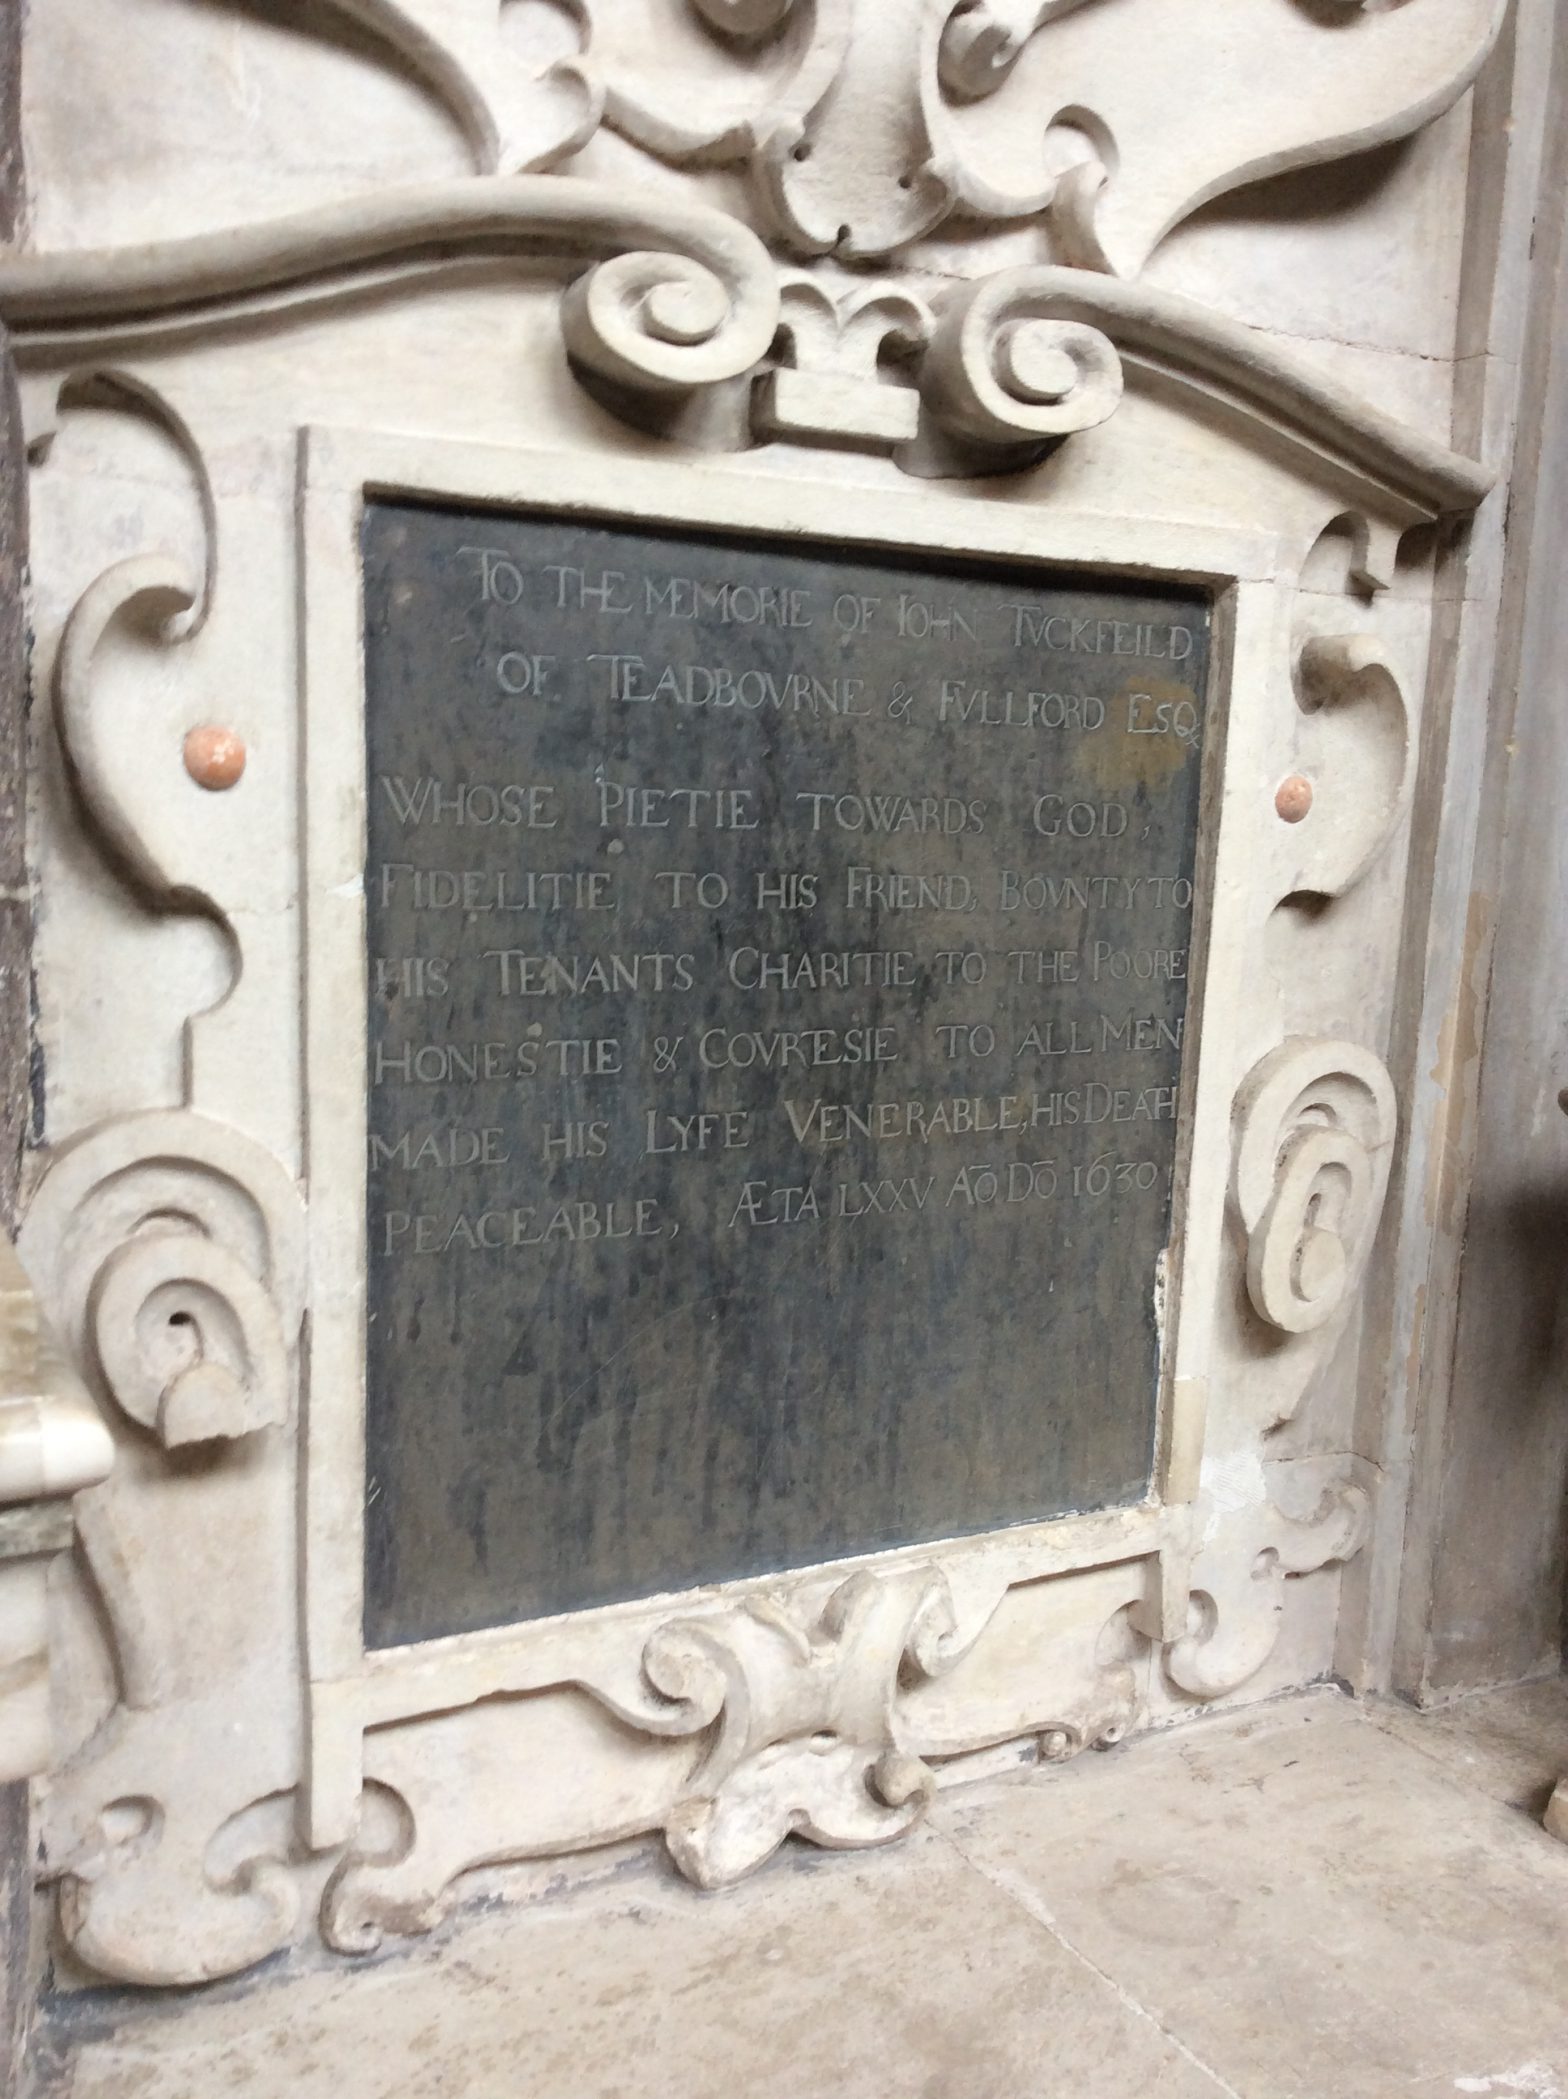 TO THE MEMORIE OF IOHN TVCKFEILD
OF TEADBOVRNE & FVLLFORD ESQ
WHOSE PIETIE TOWARDS GOD,
FIDELITIE, TO HIS FRIEND, BOVNTY TO
HIS TENANTS CHARITIE TO THE POORE
HONESTIE & COVRTESIE TO ALL MEN
MADE HIS LYFE VENERABLE, HIS DEATH
PEACEABLE, ÆTA LXXV AŌ DŌ 1630